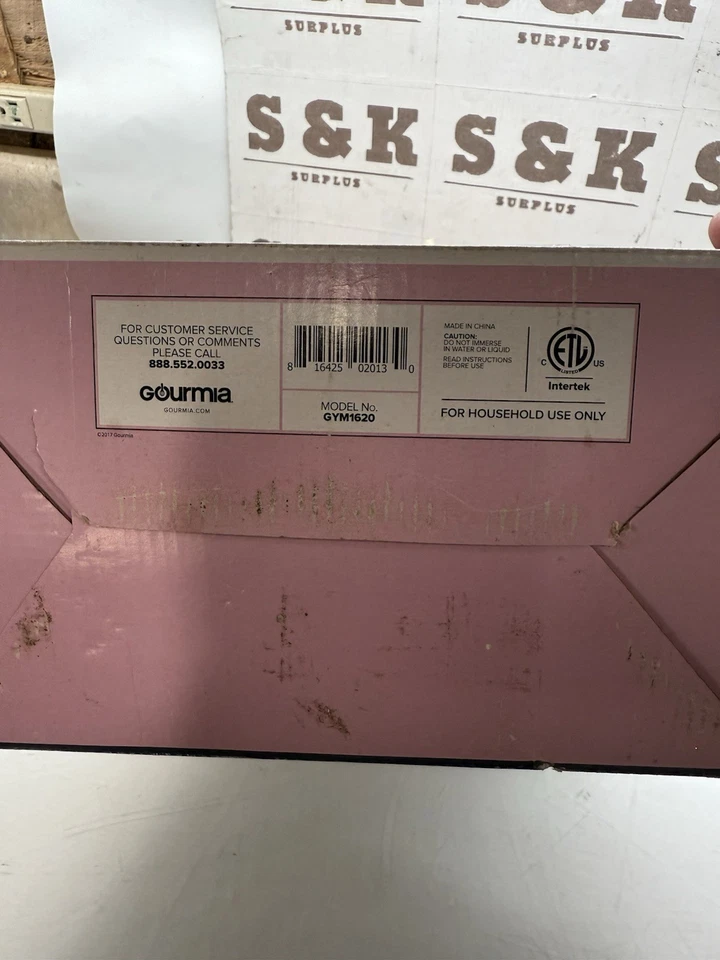 SURPLUS
SURPLUS
S&K
SURPLUS
S&K
SURPLUS
FOR CUSTOMER SERVICE
QUESTIONS OR COMMENTS
PLEASE CALL
888.552.0033
GOURMIA
GOURMIA.COM
©2017 Gourmia
8 16425 02013 0
MODEL No.
GYM1620
MADE IN CHINA
CAUTION:
DO NOT IMMERSE
IN WATER OR LIQUID
READ INSTRUCTIONS
BEFORE USE
C ETL US
LISTED
Intertek
FOR HOUSEHOLD USE ONLY